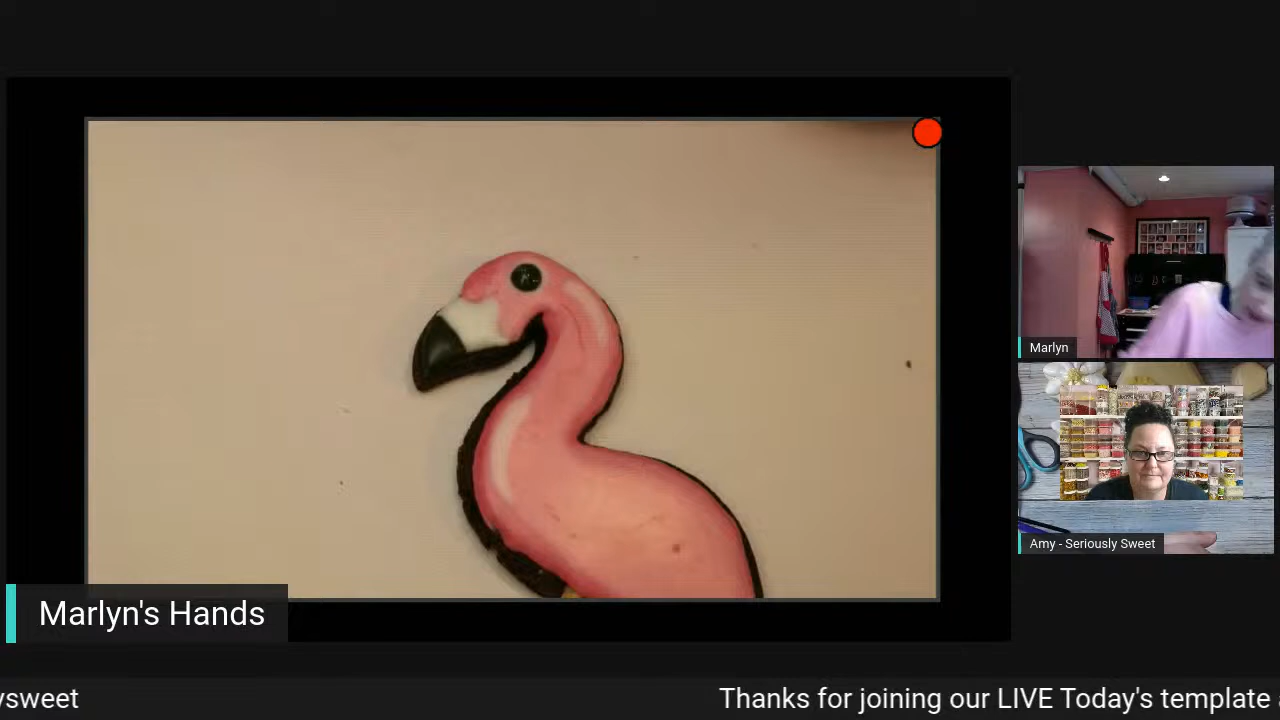 Marlyn
Amy - Seriously Sweet
Marlyn's Hands
ysweet
Thanks for joining our LIVE Today's template